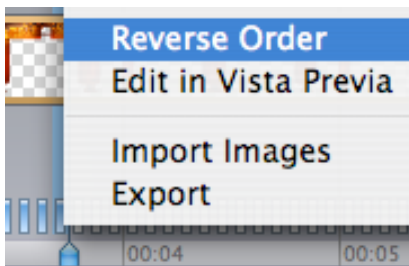 Reverse Order
Edit in Vista Previa
Import Images
Export
00:04 00:05